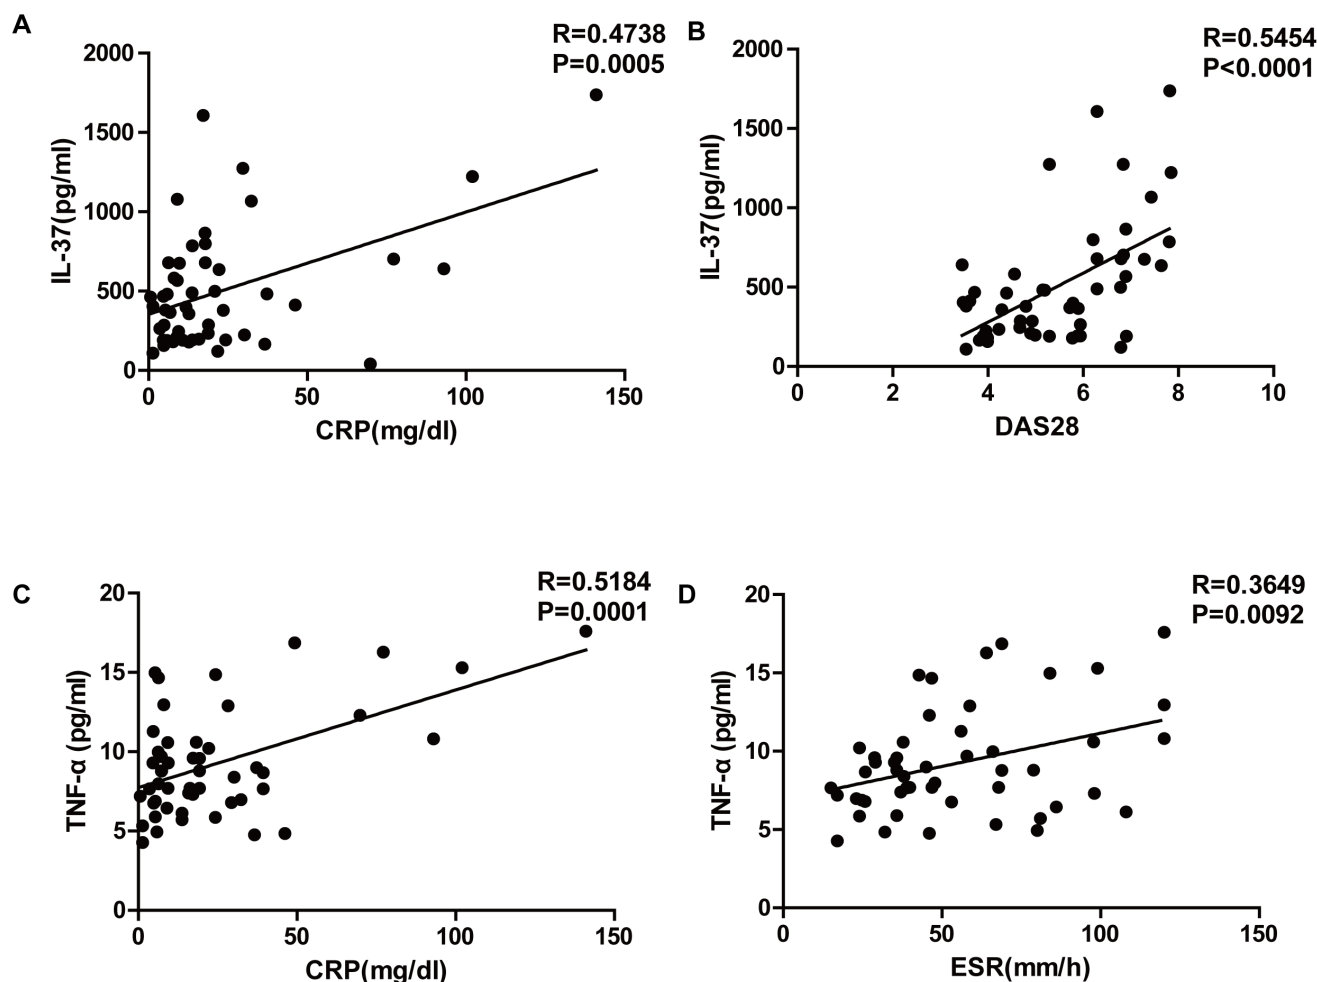 A
R=0.4738
P=0.0005
2000
1500
1000
500
0
IL-37(pg/ml)
0 50 100 150
CRP(mg/dl)
B
R=0.5454
P<0.0001
2000
1500
1000
500
0
IL-37(pg/ml)
0 2 4 6 8 10
DAS28
C
R=0.5184
P=0.0001
20
15
10
5
0
TNF-α (pg/ml)
0 50 100 150
CRP(mg/dl)
D
R=0.3649
P=0.0092
20
15
10
5
0
TNF-α (pg/ml)
0 50 100 150
ESR(mm/h)